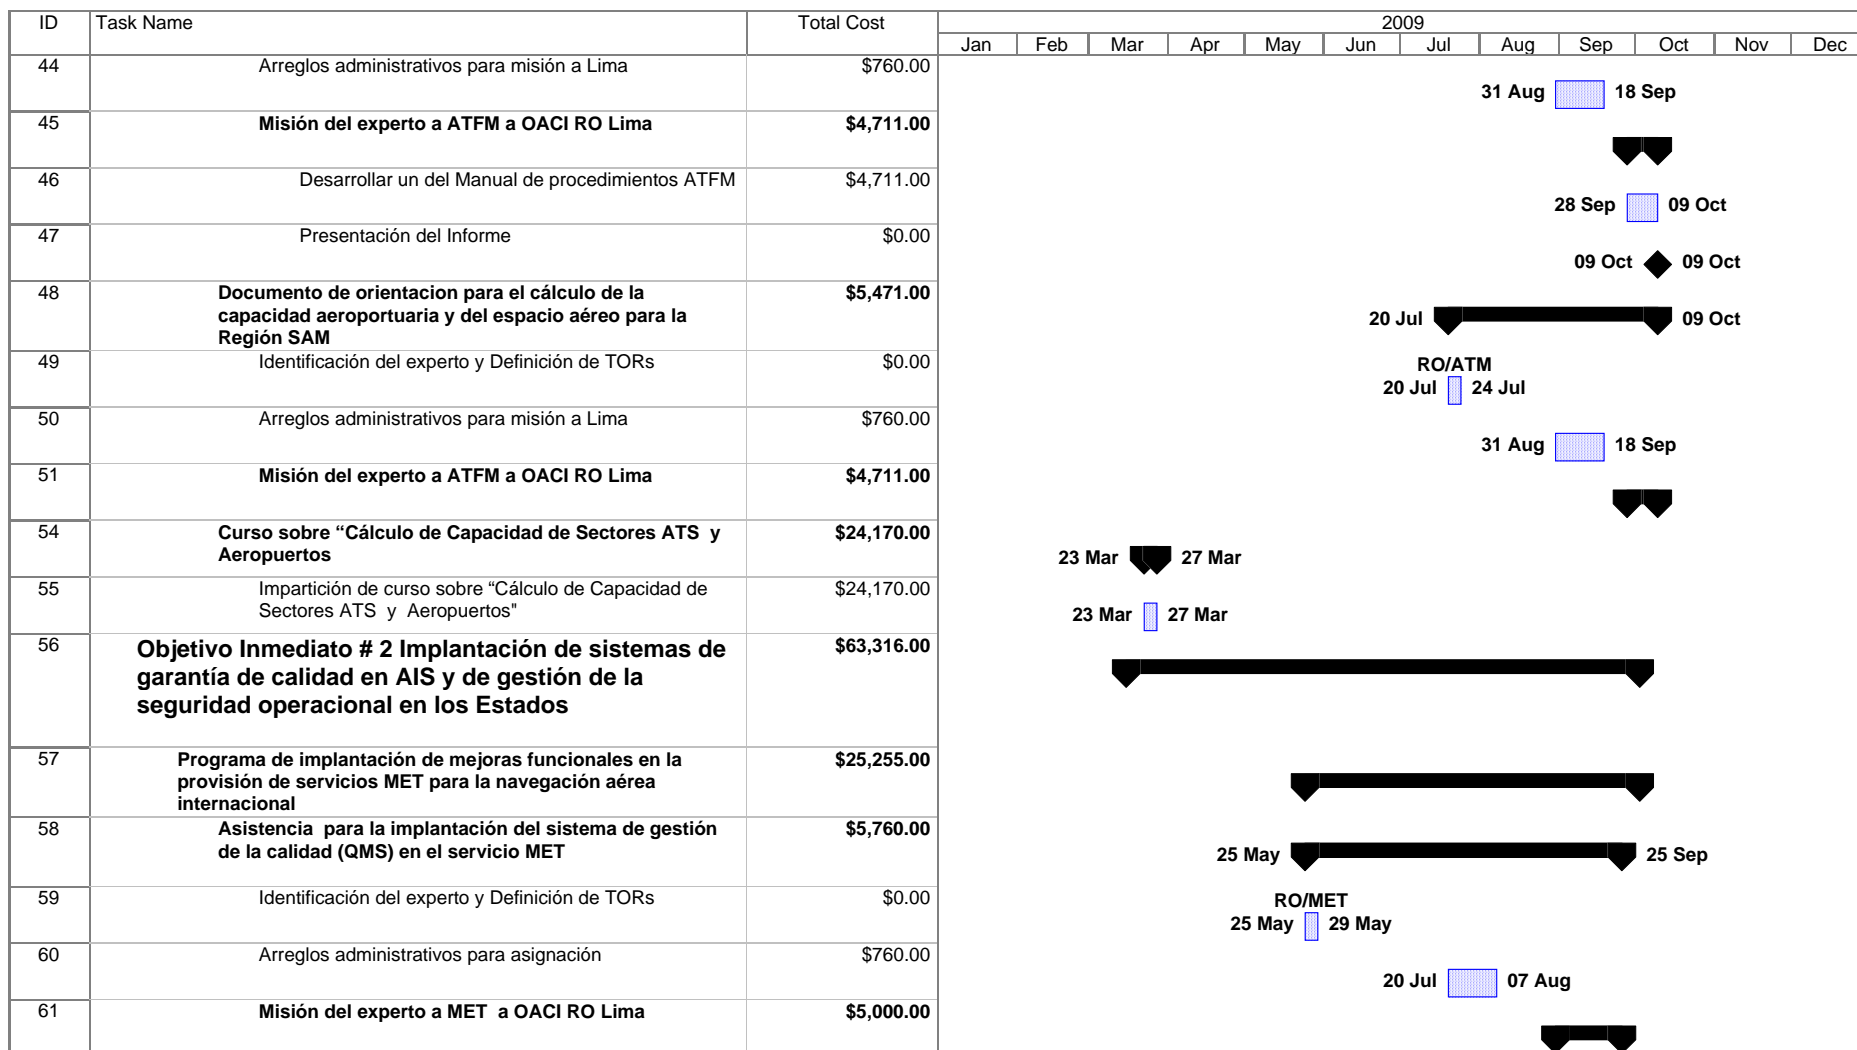 ID Task Name Total Cost 2009
Jan Feb Mar Apr May Jun Jul Aug Sep Oct Nov Dec
44 Arreglos administrativos para misión a Lima $760.00
31 Aug 18 Sep
45 Misión del experto a ATFM a OACI RO Lima $4,711.00
46 Desarrollar un del Manual de procedimientos ATFM $4,711.00
28 Sep 09 Oct
47 Presentación del Informe $0.00
09 Oct 09 Oct
48 Documento de orientacion para el cálculo de la $5,471.00
capacidad aeroportuaria y del espacio aéreo para la
Región SAM
20 Jul 09 Oct
49 Identificación del experto y Definición de TORs $0.00
RO/ATM
20 Jul 24 Jul
50 Arreglos administrativos para misión a Lima $760.00
31 Aug 18 Sep
51 Misión del experto a ATFM a OACI RO Lima $4,711.00
54 Curso sobre “Cálculo de Capacidad de Sectores ATS y $24,170.00
Aeropuertos
23 Mar 27 Mar
55 Impartición de curso sobre “Cálculo de Capacidad de $24,170.00
Sectores ATS y Aeropuertos"
23 Mar 27 Mar
56 Objetivo Inmediato # 2 Implantación de sistemas de $63,316.00
garantía de calidad en AIS y de gestión de la
seguridad operacional en los Estados
57 Programa de implantación de mejoras funcionales en la $25,255.00
provisión de servicios MET para la navegación aérea
internacional
58 Asistencia para la implantación del sistema de gestión $5,760.00
de la calidad (QMS) en el servicio MET
25 May 25 Sep
59 Identificación del experto y Definición de TORs $0.00
RO/MET
25 May 29 May
60 Arreglos administrativos para asignación $760.00
20 Jul 07 Aug
61 Misión del experto a MET a OACI RO Lima $5,000.00